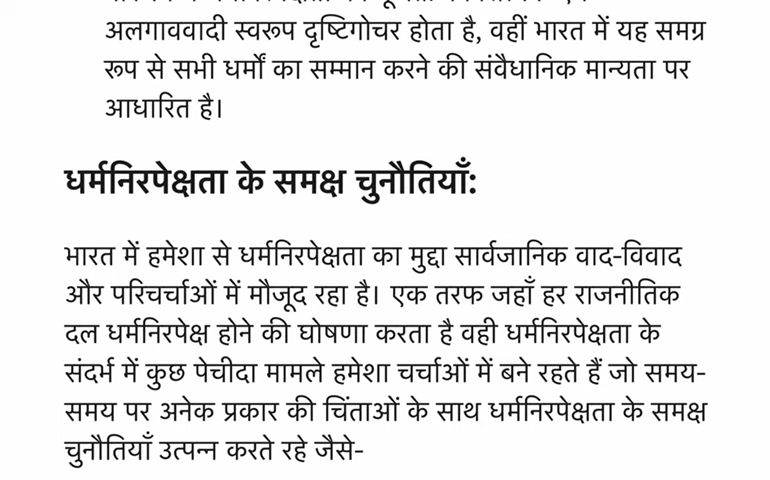 अलगाववादी स्वरूप दृष्टिगोचर होता है, वहीं भारत में यह समग्र
रूप से सभी धर्मों का सम्मान करने की संवैधानिक मान्यता पर
आधारित है।
धर्मनिरपेक्षता के समक्ष चुनौतियाँ:
भारत में हमेशा से धर्मनिरपेक्षता का मुद्दा सार्वजानिक वाद-विवाद
और परिचर्चाओं में मौजूद रहा है। एक तरफ जहाँ हर राजनीतिक
दल धर्मनिरपेक्ष होने की घोषणा करता है वही धर्मनिरपेक्षता के
संदर्भ में कुछ पेचीदा मामले हमेशा चर्चाओं में बने रहते हैं जो समय-
समय पर अनेक प्रकार की चिंताओं के साथ धर्मनिरपेक्षता के समक्ष
चुनौतियाँ उत्पन्न करते रहे जैसे-